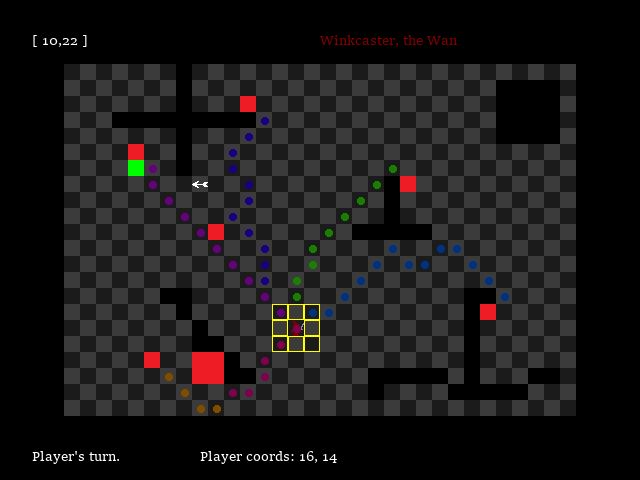 [ 10,22 ]
Winkcaster, the Wan
Player's turn.
Player coords: 16, 14